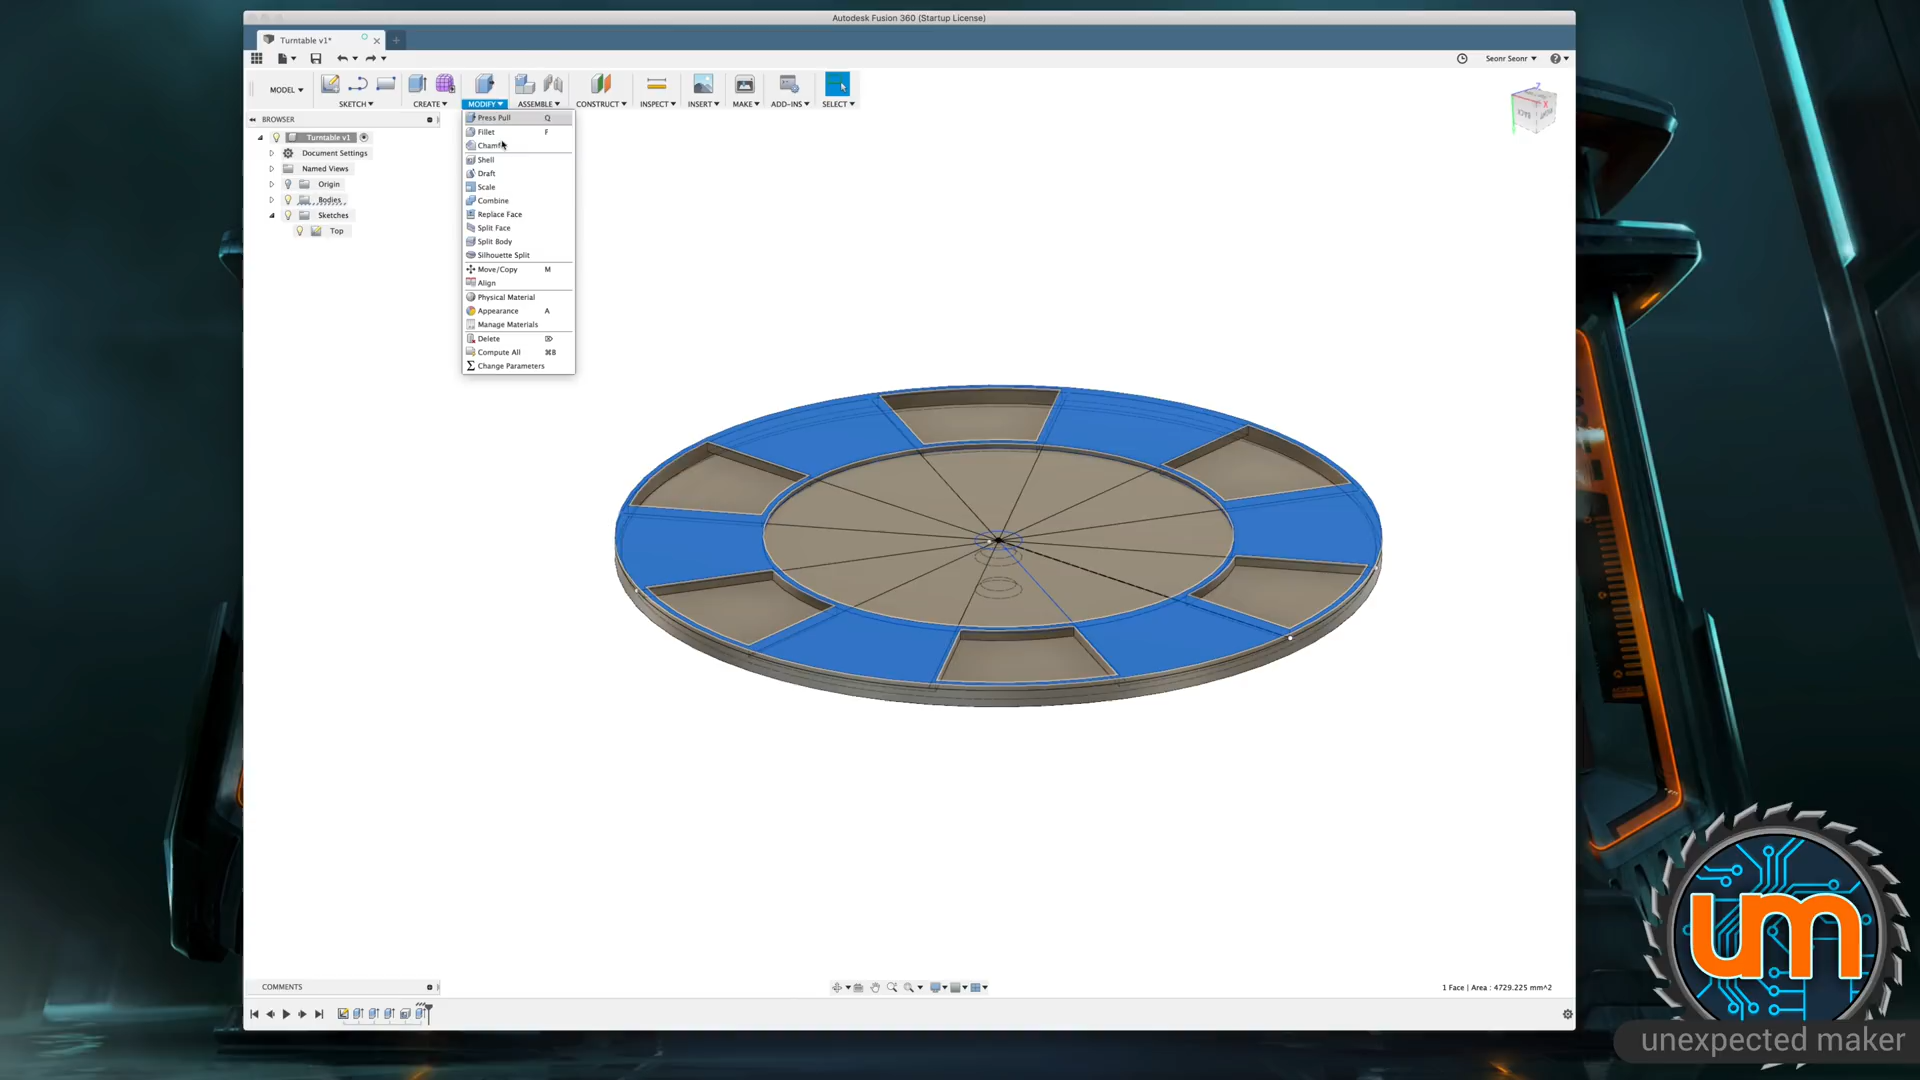 Autodesk Fusion 360 (Startup License)
Turntable v1*
Seonr Seonr
MODEL
SKETCH
CREATE
MODIFY
ASSEMBLE
CONSTRUCT
INSPECT
INSERT
MAKE
ADD-INS
SELECT
BROWSER
Turntable v1
Document Settings
Named Views
Origin
Bodies
Sketches
Top
Press Pull Q
Fillet F
Chamf
Shell
Draft
Scale
Combine
Replace Face
Split Face
Split Body
Silhouette Split
Move/Copy M
Align
Physical Material
Appearance A
Manage Materials
Delete
Compute All ⌘B
Change Parameters
COMMENTS
1 Face | Area : 4729.225 mm^2
um
unexpected maker